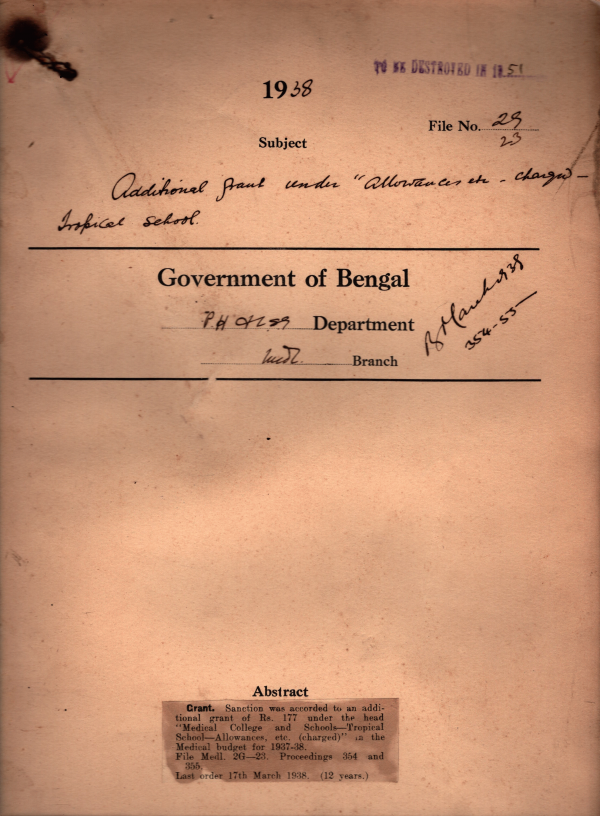 TO BE DESTROYED IN 1951
1938
File No. 29
23
Subject
Additional grant under "Allowances etc - charged" -
Tropical School.
Government of Bengal
Department
B March 1938
354-55
Medl. Branch
Abstract
Grant. Sanction was accorded to an addi-
tional grant of Rs. 177 under the head
"Medical College and Schools—Tropical
School—Allowances, etc. (charged)" in the
Medical budget for 1937-38.
File Medl. 2G—23. Proceedings 354 and
355.
Last order 17th March 1938. (12 years.)